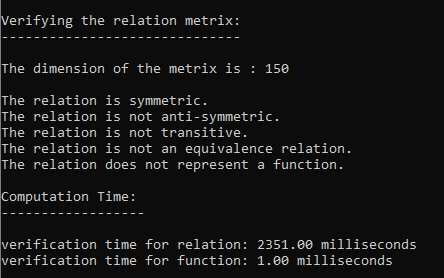 Verifying the relation metrix:
------------------------------
The dimension of the metrix is : 150
The relation is symmetric.
The relation is not anti-symmetric.
The relation is not transitive.
The relation is not an equivalence relation.
The relation does not represent a function.
Computation Time:
------------------
verification time for relation: 2351.00 milliseconds
verification time for function: 1.00 milliseconds